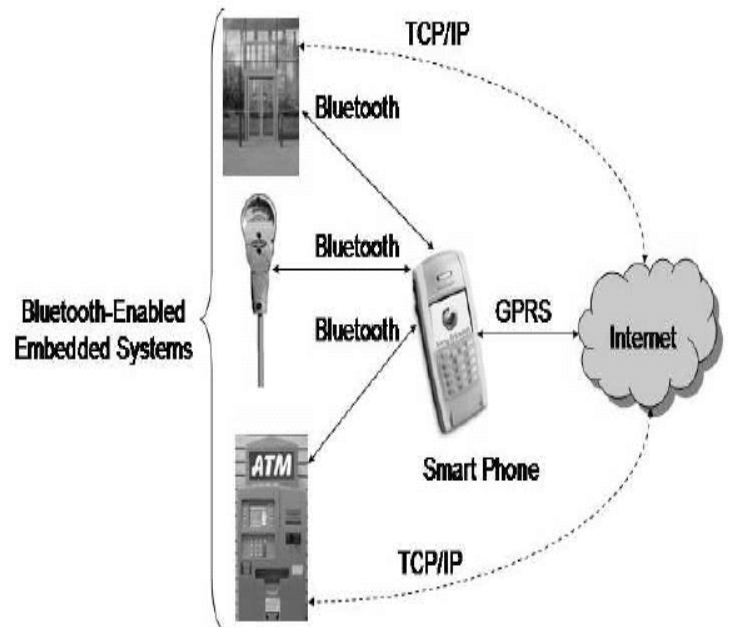 TCP/IP
Bluetooth
Bluetooth
Bluetooth-Enabled
Embedded Systems
Bluetooth
GPRS
Internet
ATM
Smart Phone
TCP/IP